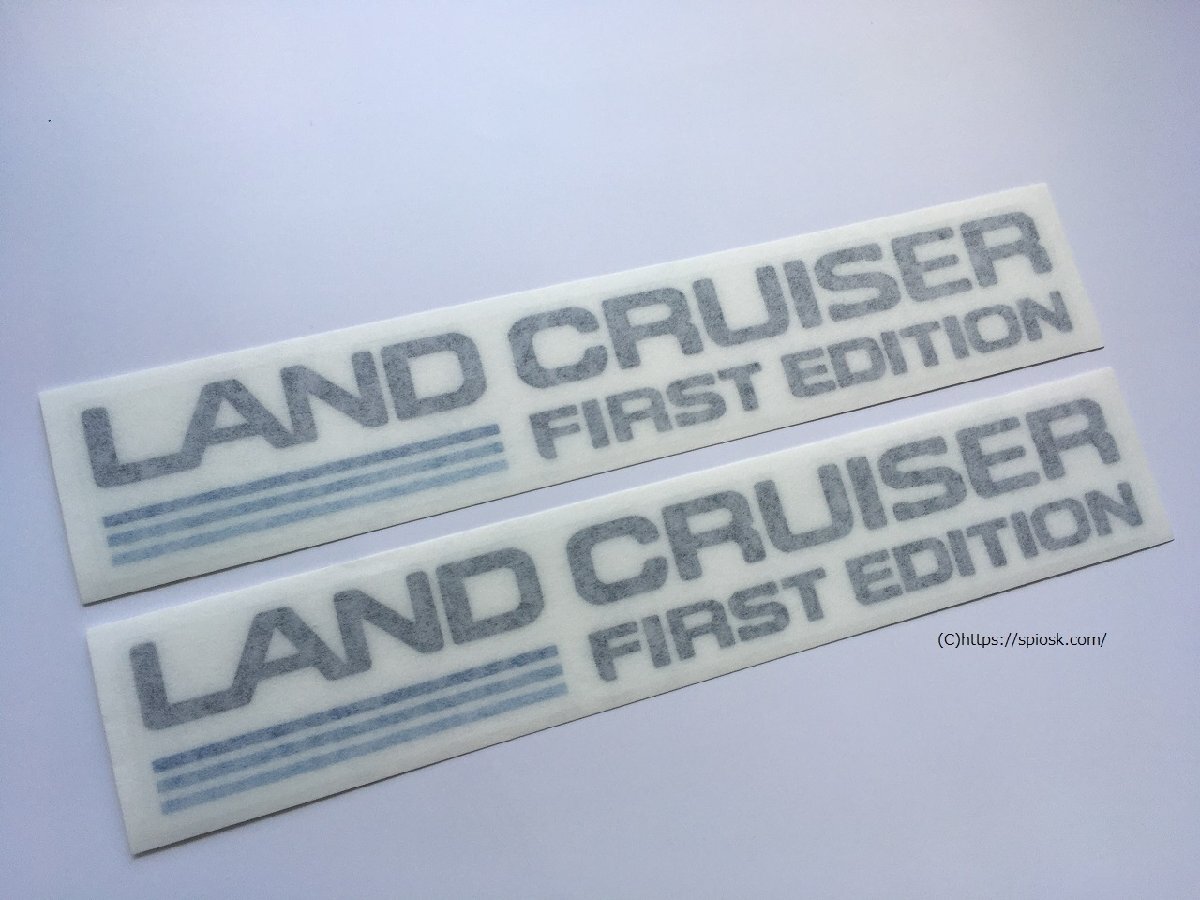 LAND CRUISER
FIRST EDITION
LAND CRUISER
FIRST EDITION
(C)https://spiosk.com/